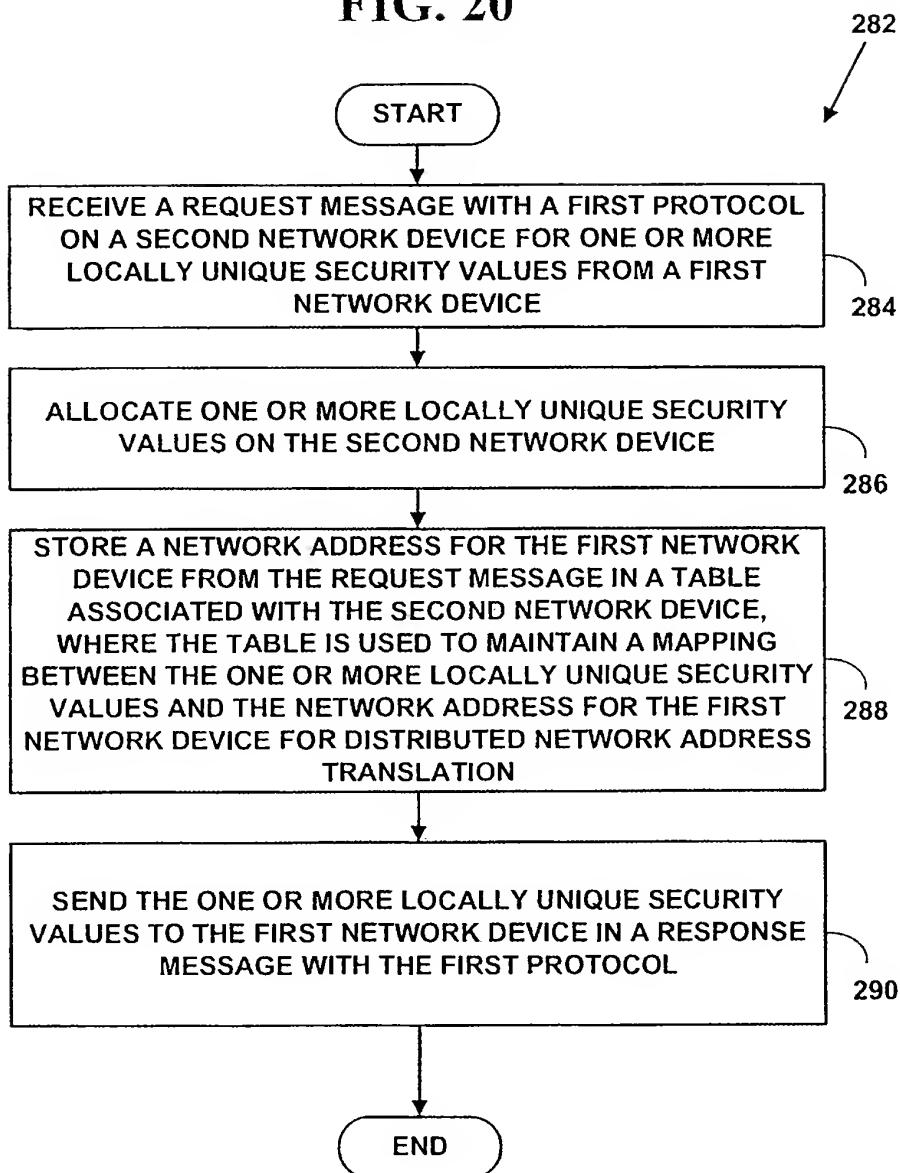 FIG. 20
282
START
RECEIVE A REQUEST MESSAGE WITH A FIRST PROTOCOL
ON A SECOND NETWORK DEVICE FOR ONE OR MORE
LOCALLY UNIQUE SECURITY VALUES FROM A FIRST
NETWORK DEVICE
284
ALLOCATE ONE OR MORE LOCALLY UNIQUE SECURITY
VALUES ON THE SECOND NETWORK DEVICE
286
STORE A NETWORK ADDRESS FOR THE FIRST NETWORK
DEVICE FROM THE REQUEST MESSAGE IN A TABLE
ASSOCIATED WITH THE SECOND NETWORK DEVICE,
WHERE THE TABLE IS USED TO MAINTAIN A MAPPING
BETWEEN THE ONE OR MORE LOCALLY UNIQUE SECURITY
VALUES AND THE NETWORK ADDRESS FOR THE FIRST
NETWORK DEVICE FOR DISTRIBUTED NETWORK ADDRESS
TRANSLATION
288
SEND THE ONE OR MORE LOCALLY UNIQUE SECURITY
VALUES TO THE FIRST NETWORK DEVICE IN A RESPONSE
MESSAGE WITH THE FIRST PROTOCOL
290
END